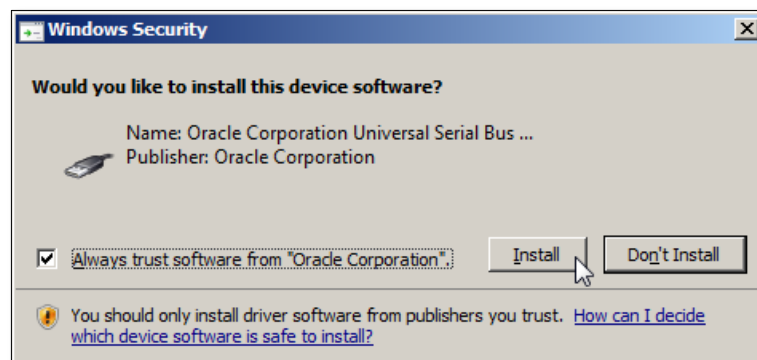 Windows Security
Would you like to install this device software?
Name: Oracle Corporation Universal Serial Bus ...
Publisher: Oracle Corporation
Always trust software from "Oracle Corporation".
Install
Don't Install
You should only install driver software from publishers you trust. How can I decide
which device software is safe to install?